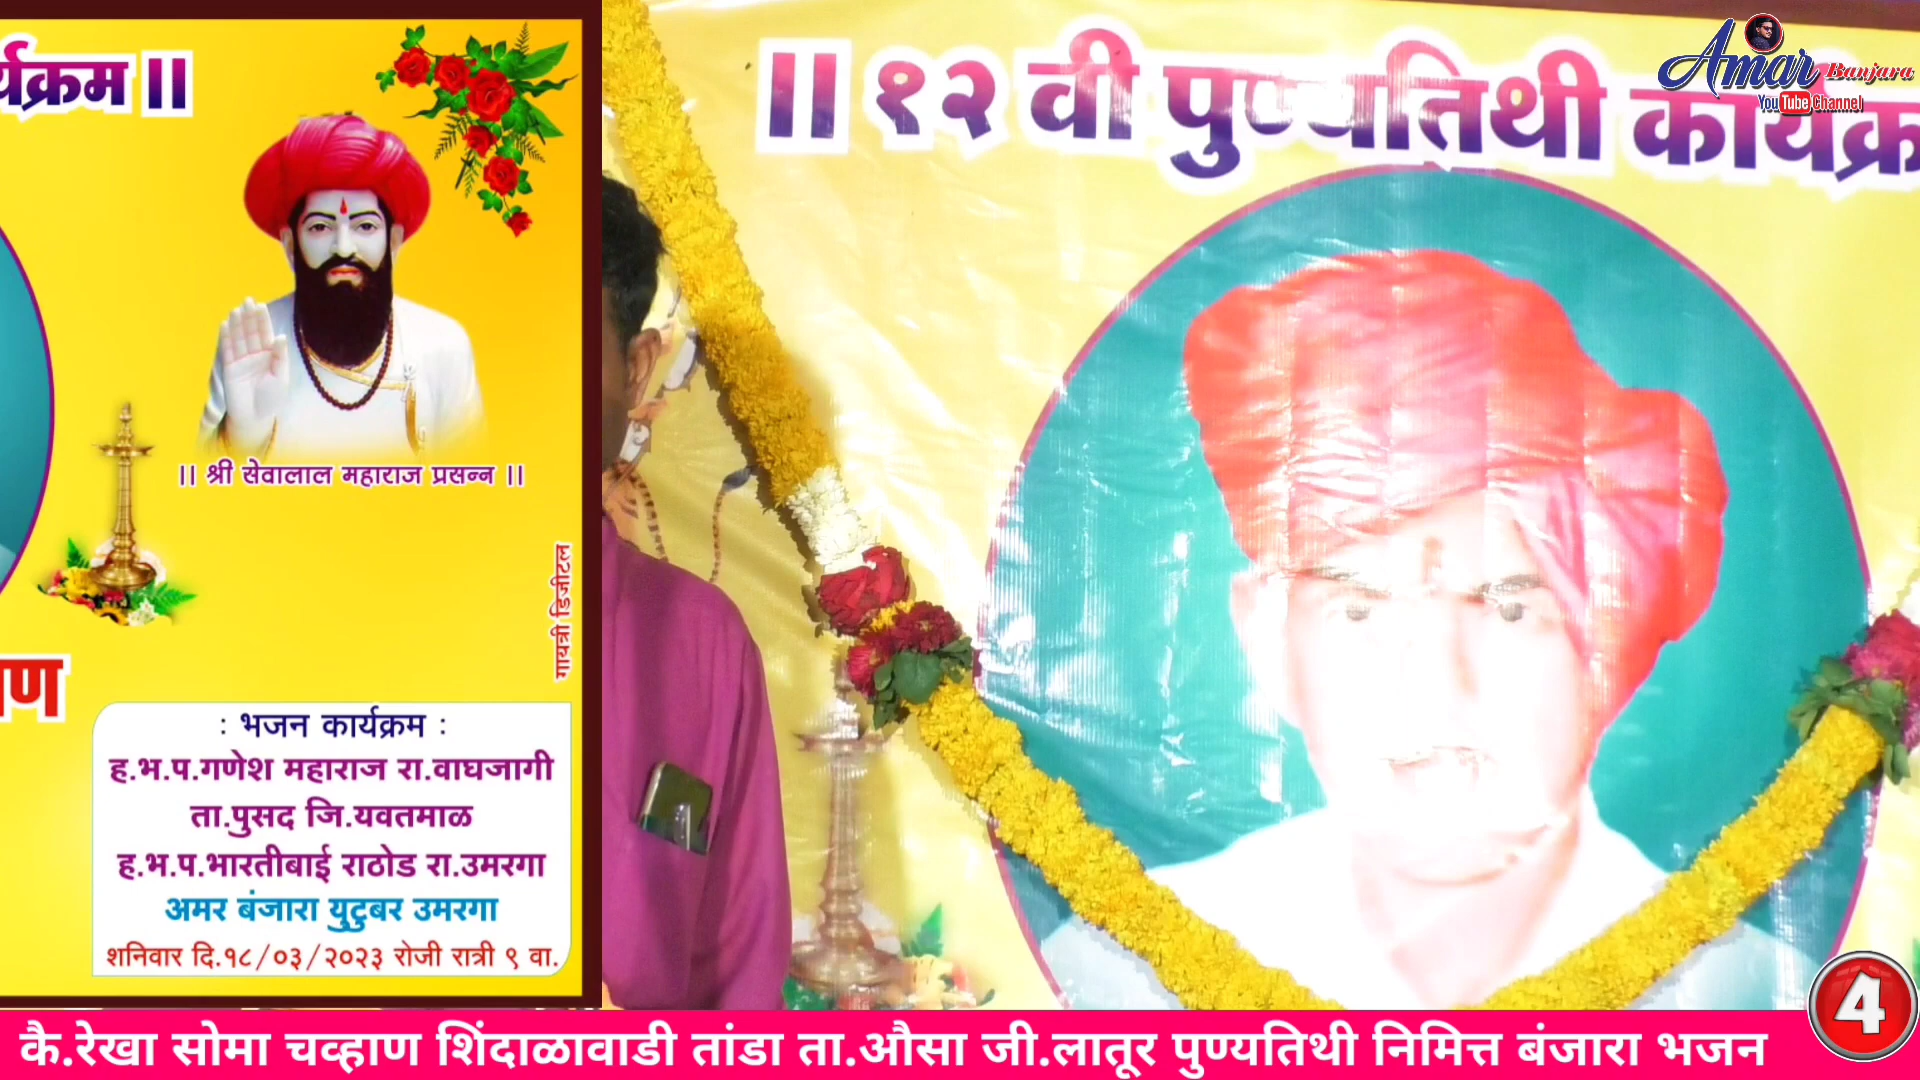 र्यक्रम ||
|| श्री सेवालाल महाराज प्रसन्न ||
गायत्री डिजीटल
ाण
: भजन कार्यक्रम :
ह.भ.प.गणेश महाराज रा.वाघजागी
ता.पुसद जि.यवतमाळ
ह.भ.प.भारतीबाई राठोड रा.उमरगा
अमर बंजारा युटुबर उमरगा
शनिवार दि.१८/०३/२०२३ रोजी रात्री ९ वा.
|| १२ वी पुण्यतिथी कार्यक्र
Amar Banjara
YouTube Channel
4
कै.रेखा सोमा चव्हाण शिंदाळावाडी तांडा ता.औसा जी.लातूर पुण्यतिथी निमित्त बंजारा भजन